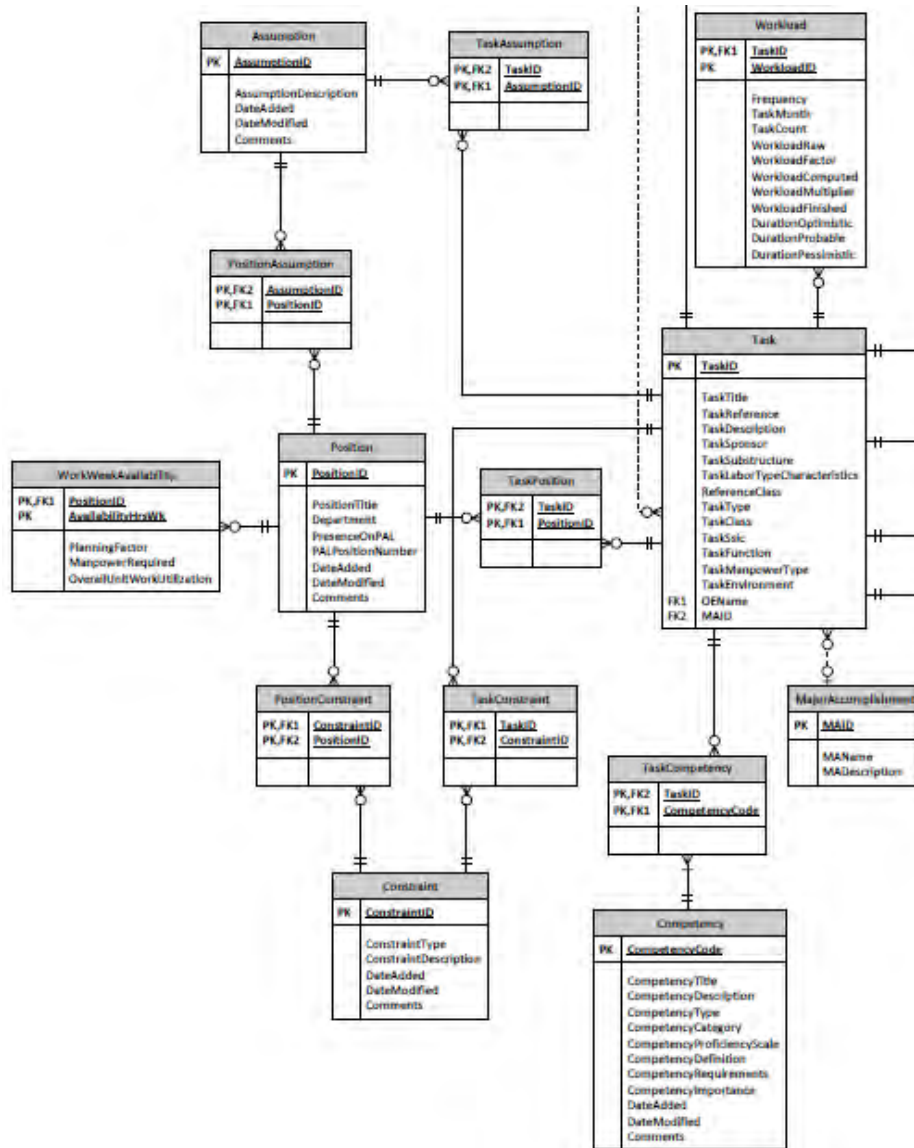 Assumption
PK AssumptionID
AssumptionDescription
DateAdded
DateModified
Comments
TaskAssumption
PK,FK2 TaskID
PK,FK1 AssumptionID
Workload
PK,FK1 TaskID
PK WorkloadID
Frequency
TaskMonth
TaskCount
WorkloadRaw
WorkloadFactor
WorkloadComputed
WorkloadMultiplier
WorkloadFinished
DurationOptimistic
DurationProbable
DurationPessimistic
PositionAssumption
PK,FK2 AssumptionID
PK,FK1 PositionID
Task
PK TaskID
TaskTitle
TaskReference
TaskDescription
TaskSponsor
TaskSubstructure
TaskLaborTypeCharacteristics
ReferenceClass
TaskType
TaskClass
TaskSsic
TaskFunction
TaskManpowerType
TaskEnvironment
FK1 OEName
FK2 MAID
Position
PK PositionID
PositionTitle
Department
PresenceOnPAL
PALPositionNumber
DateAdded
DateModified
Comments
WorkWeekAvailability
PK,FK1 PositionID
PK AvailabilityHrsWk
PlanningFactor
ManpowerRequired
OverallUnitWorkUtilization
TaskPosition
PK,FK2 TaskID
PK,FK1 PositionID
PositionConstraint
PK,FK1 ConstraintID
PK,FK2 PositionID
TaskConstraint
PK,FK1 TaskID
PK,FK2 ConstraintID
MajorAccomplishment
PK MAID
MAName
MADescription
TaskCompetency
PK,FK2 TaskID
PK,FK1 CompetencyCode
Constraint
PK ConstraintID
ConstraintType
ConstraintDescription
DateAdded
DateModified
Comments
Competency
PK CompetencyCode
CompetencyTitle
CompetencyDescription
CompetencyType
CompetencyCategory
CompetencyProficiencyScale
CompetencyDefinition
CompetencyRequirements
CompetencyImportance
DateAdded
DateModified
Comments